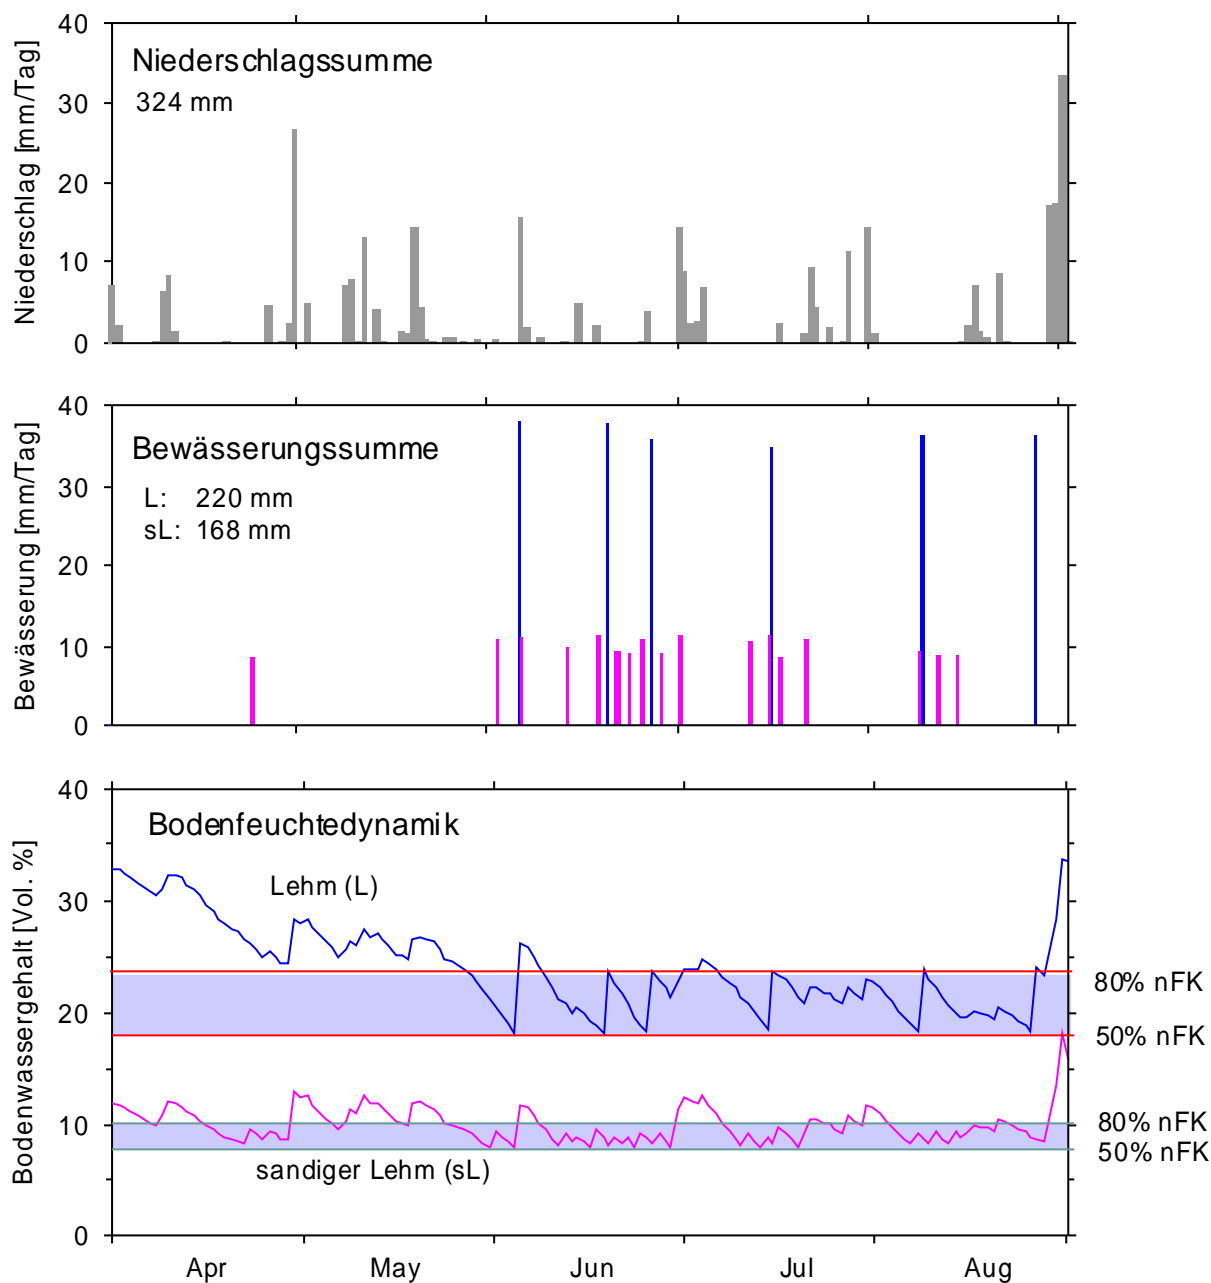 40
30
20
10
0
Niederschlag [mm/Tag]
Niederschlagssumme
324 mm
40
30
20
10
0
Bewässerung [mm/Tag]
Bewässerungssumme
L: 220 mm
sL: 168 mm
40
30
20
10
0
Bodenwassergehalt [Vol. %]
Bodenfeuchtedynamik
Lehm (L)
sandiger Lehm (sL)
80% nFK
50% nFK
80% nFK
50% nFK
Apr May Jun Jul Aug